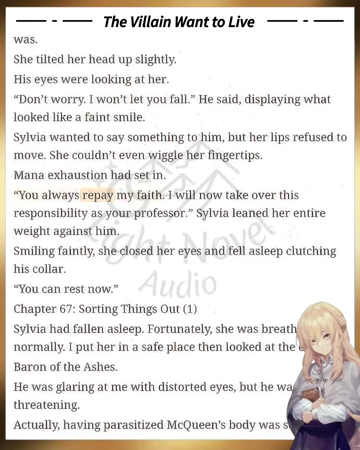 The Villain Want to Live
was.
She tilted her head up slightly.
His eyes were looking at her.
“Don’t worry. I won’t let you fall.” He said, displaying what
looked like a faint smile.
Sylvia wanted to say something to him, but her lips refused to
move. She couldn’t even wiggle her fingertips.
Mana exhaustion had set in.
“You always repay my faith. I will now take over this
responsibility as your professor.” Sylvia leaned her entire
weight against him.
Smiling faintly, she closed her eyes and fell asleep clutching
his collar.
“You can rest now.”
Chapter 67: Sorting Things Out (1)
Sylvia had fallen asleep. Fortunately, she was breath
normally. I put her in a safe place then looked at the
Baron of the Ashes.
He was glaring at me with distorted eyes, but he wa
threatening.
Actually, having parasitized McQueen’s body was s
Light Novel
Audio